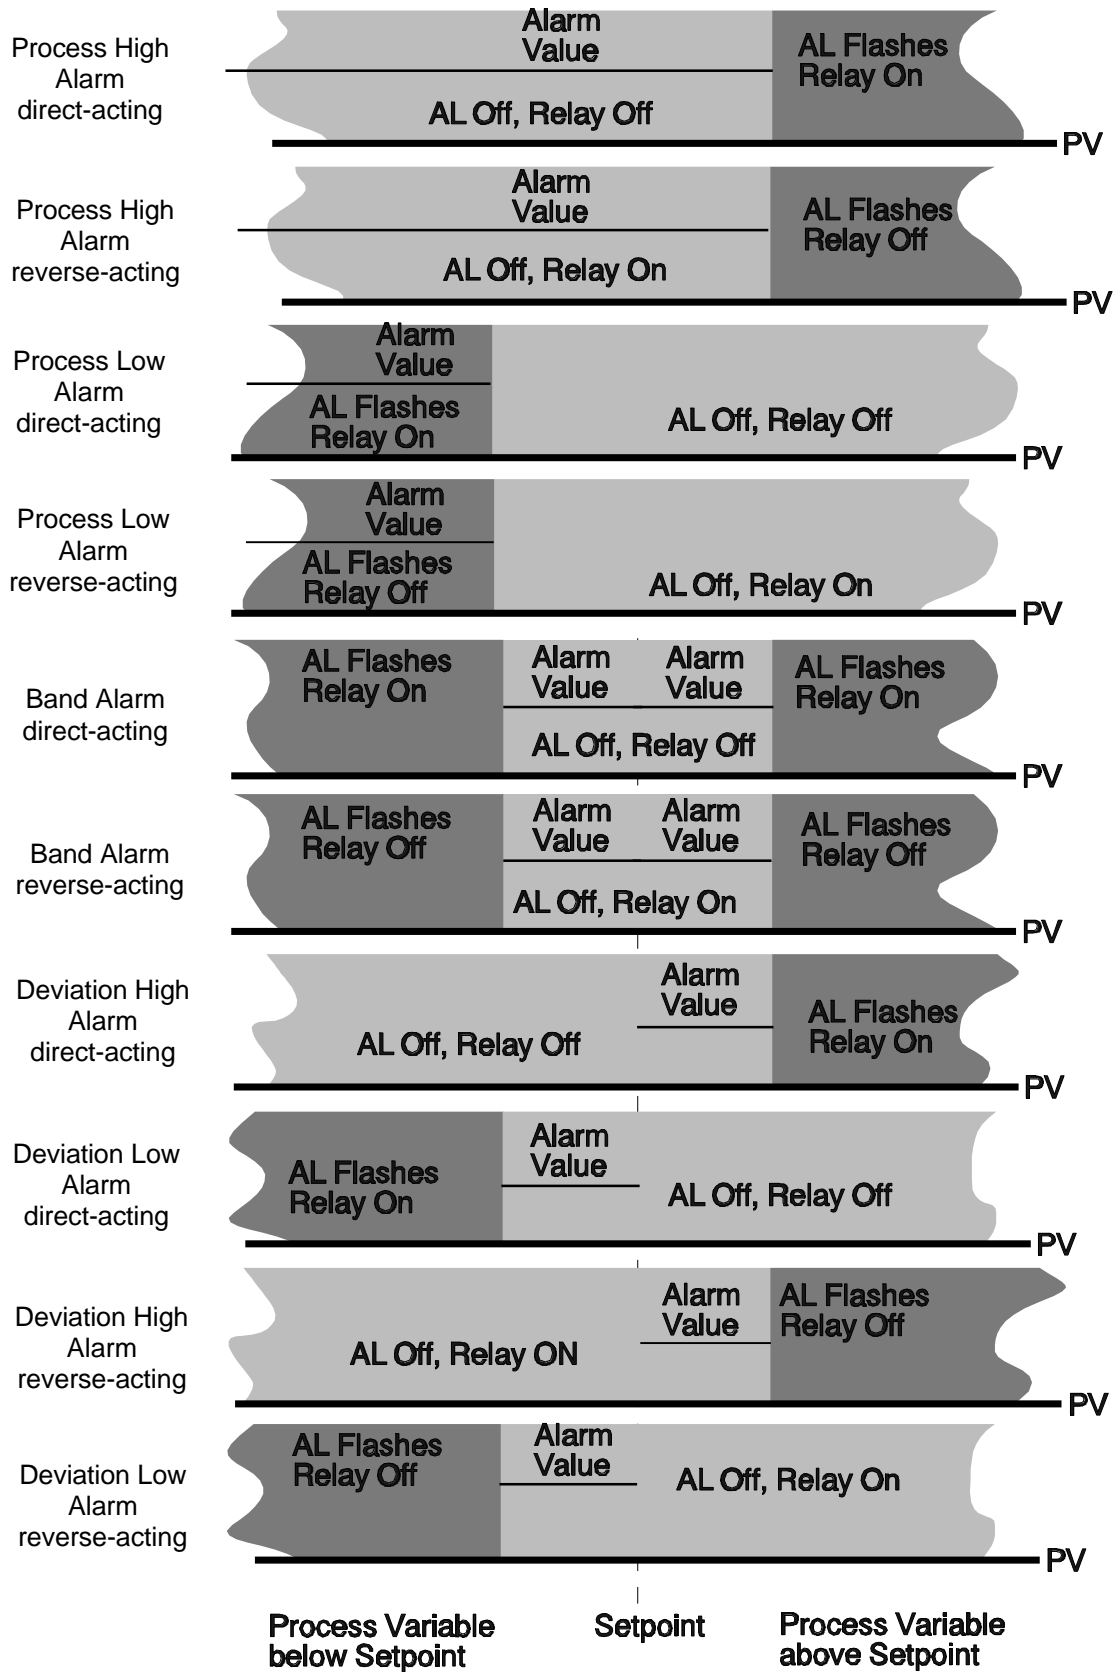 Process High
Alarm
direct-acting
Alarm
Value
AL Off, Relay Off
AL Flashes
Relay On
PV
Process High
Alarm
reverse-acting
Alarm
Value
AL Off, Relay On
AL Flashes
Relay Off
PV
Process Low
Alarm
direct-acting
Alarm
Value
AL Flashes
Relay On
AL Off, Relay Off
PV
Process Low
Alarm
reverse-acting
Alarm
Value
AL Flashes
Relay Off
AL Off, Relay On
PV
Band Alarm
direct-acting
AL Flashes
Relay On
Alarm
Value
Alarm
Value
AL Off, Relay Off
AL Flashes
Relay On
PV
Band Alarm
reverse-acting
AL Flashes
Relay Off
Alarm
Value
Alarm
Value
AL Off, Relay On
AL Flashes
Relay Off
PV
Deviation High
Alarm
direct-acting
AL Off, Relay Off
Alarm
Value
AL Flashes
Relay On
PV
Deviation Low
Alarm
direct-acting
AL Flashes
Relay On
Alarm
Value
AL Off, Relay Off
PV
Deviation High
Alarm
reverse-acting
AL Off, Relay ON
Alarm
Value
AL Flashes
Relay Off
PV
Deviation Low
Alarm
reverse-acting
AL Flashes
Relay Off
Alarm
Value
AL Off, Relay On
PV
Process Variable
below Setpoint
Setpoint
Process Variable
above Setpoint